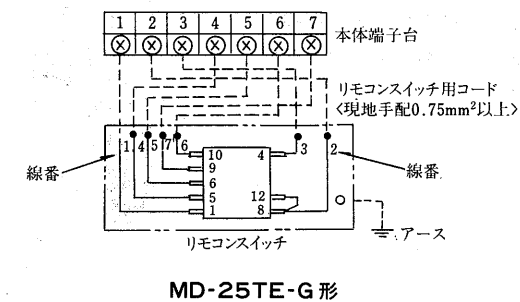 1 2 3 4 5 6 7
本体端子台
リモコンスイッチ用コード
<現地手配0.75mm²以上>
1 4 5 7 6 3 2
線番
線番
10 4
9
6
5 12
1 8
リモコンスイッチ
アース
MD-25TE-G形